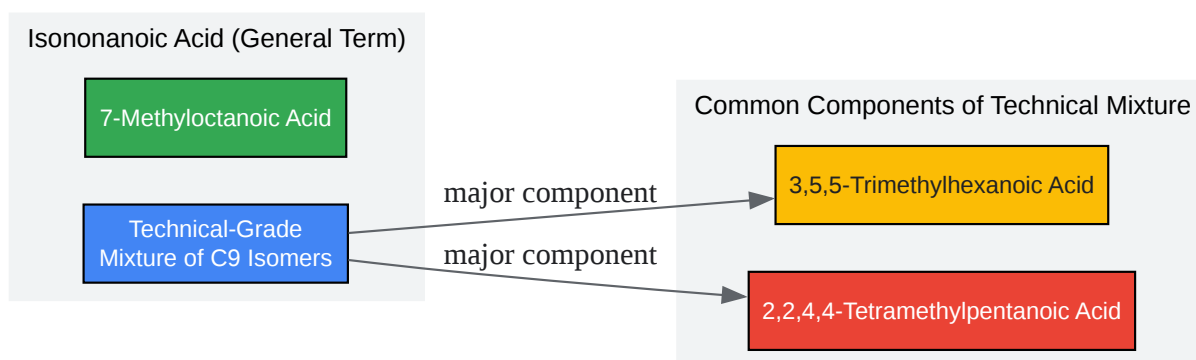 Isononanoic Acid (General Term)
7-Methyloctanoic Acid
Technical-Grade
Mixture of C9 Isomers
major component
major component
Common Components of Technical Mixture
3,5,5-Trimethylhexanoic Acid
2,2,4,4-Tetramethylpentanoic Acid